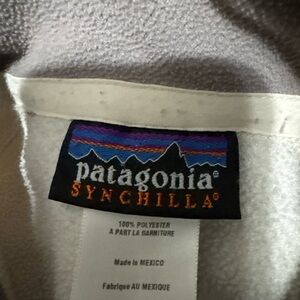 patagonia®
SYNCHILLA®
100% POLYESTER
A PART LA GARNITURE
Made in MEXICO
Fabriqué AU MEXIQUE